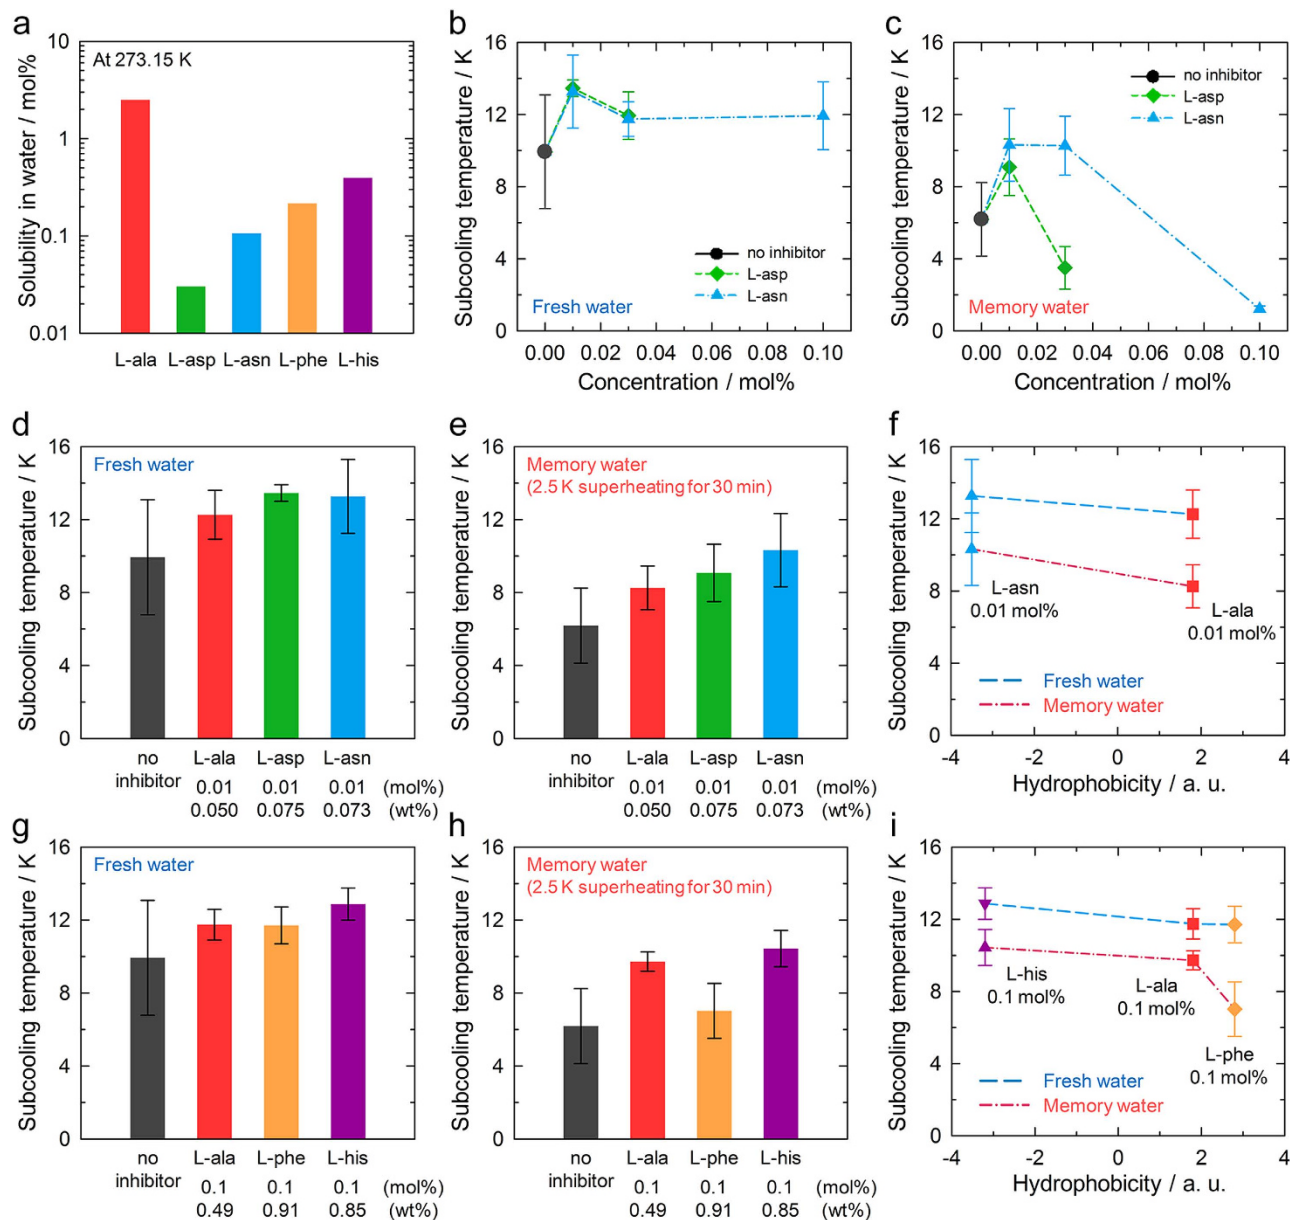 a
Solubility in water / mol%
At 273.15 K
10
1
0.1
0.01
L-ala L-asp L-asn L-phe L-his
b
Subcooling temperature / K
16
12
8
4
0
no inhibitor
L-asp
L-asn
Fresh water
0.00 0.02 0.04 0.06 0.08 0.10
Concentration / mol%
c
Subcooling temperature / K
16
12
8
4
0
no inhibitor
L-asp
L-asn
Memory water
0.00 0.02 0.04 0.06 0.08 0.10
Concentration / mol%
d
Subcooling temperature / K
16
12
8
4
0
Fresh water
no inhibitor
L-ala L-asp L-asn
0.01 0.01 0.01 (mol%)
0.050 0.075 0.073 (wt%)
e
Subcooling temperature / K
16
12
8
4
0
Memory water
(2.5 K superheating for 30 min)
no inhibitor
L-ala L-asp L-asn
0.01 0.01 0.01 (mol%)
0.050 0.075 0.073 (wt%)
f
Subcooling temperature / K
16
12
8
4
0
L-asn
0.01 mol%
L-ala
0.01 mol%
Fresh water
Memory water
-4 -2 0 2 4
Hydrophobicity / a. u.
g
Subcooling temperature / K
16
12
8
4
0
Fresh water
no inhibitor
L-ala L-phe L-his
0.1 0.1 0.1 (mol%)
0.49 0.91 0.85 (wt%)
h
Subcooling temperature / K
16
12
8
4
0
Memory water
(2.5 K superheating for 30 min)
no inhibitor
L-ala L-phe L-his
0.1 0.1 0.1 (mol%)
0.49 0.91 0.85 (wt%)
i
Subcooling temperature / K
16
12
8
4
0
L-his
0.1 mol%
L-ala
0.1 mol%
L-phe
0.1 mol%
Fresh water
Memory water
-4 -2 0 2 4
Hydrophobicity / a. u.